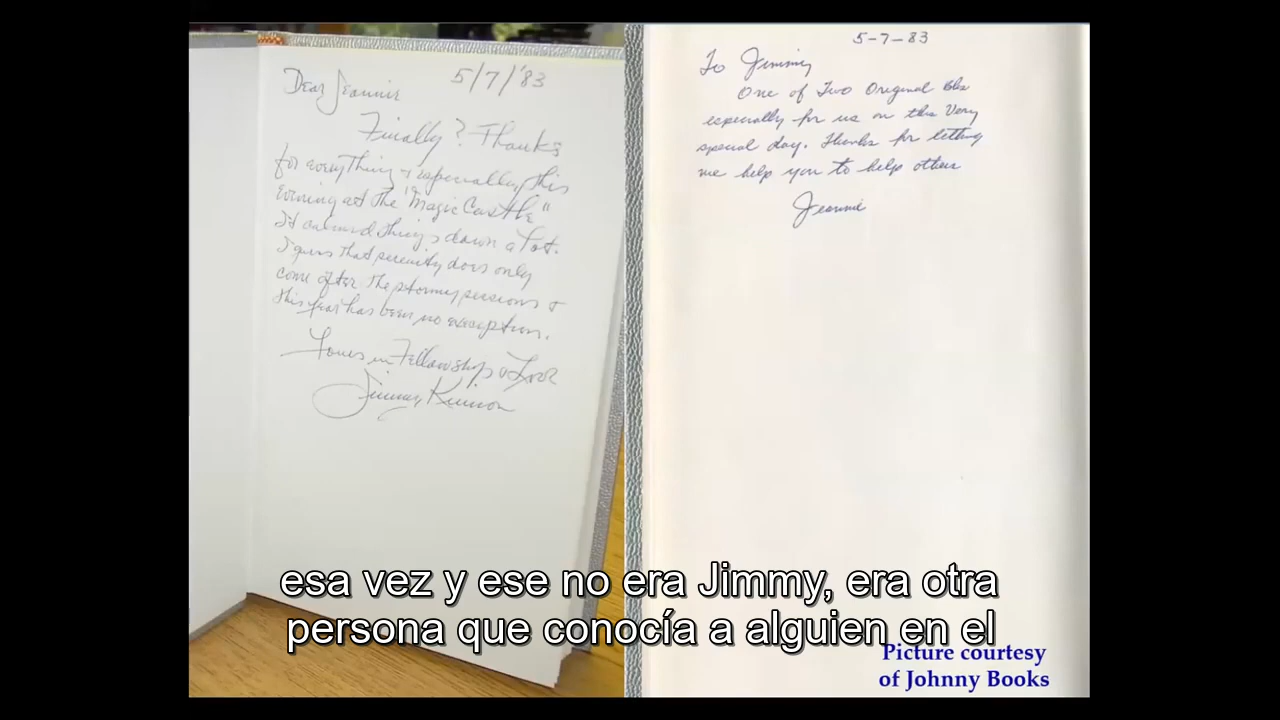 5/7/'83
Dear Jeannie
Finally? Thanks
for everything + especially this
Evening at the "Magic Castle"
It calmed things down a lot.
I guess that serenity does only
come after the stormy sessions +
this year has been no exception.
Yours in Fellowship & Love
Jimmy Kinnon
5-7-83
To Jimmy
One of Two Original
especially for us on this Very
special day. Thanks for letting
me help you to help others
Jeannie
esa vez y ese no era Jimmy, era otra
persona que conocía a alguien en el
Picture courtesy
of Johnny Books